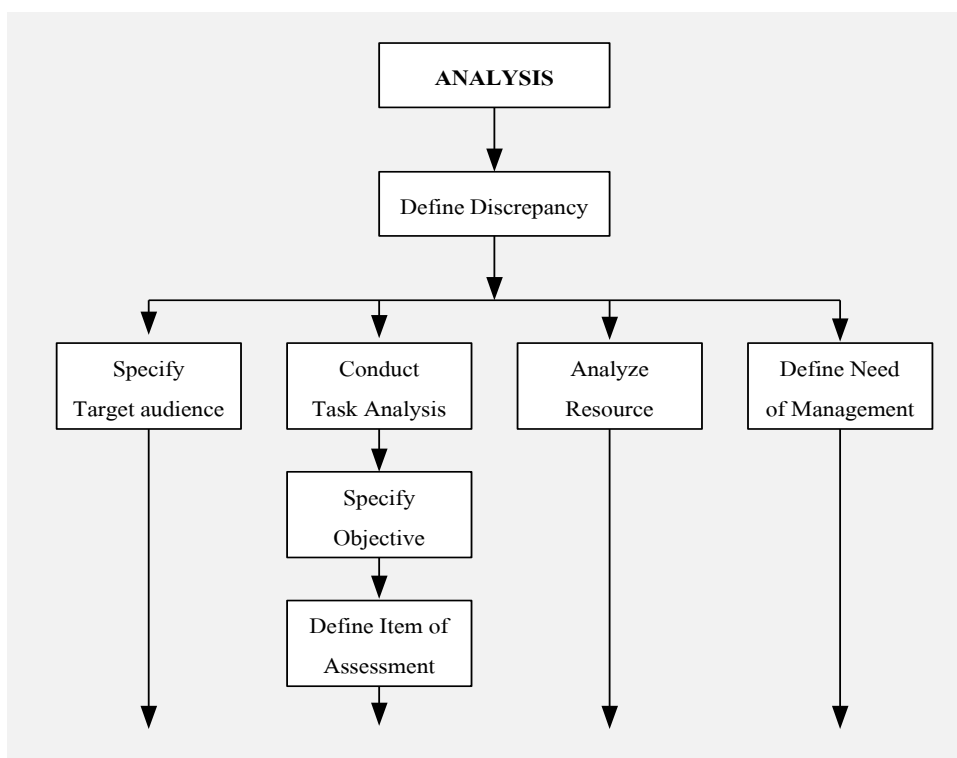 ANALYSIS
Define Discrepancy
Specify
Target audience
Conduct
Task Analysis
Analyze
Resource
Define Need
of Management
Specify
Objective
Define Item of
Assessment